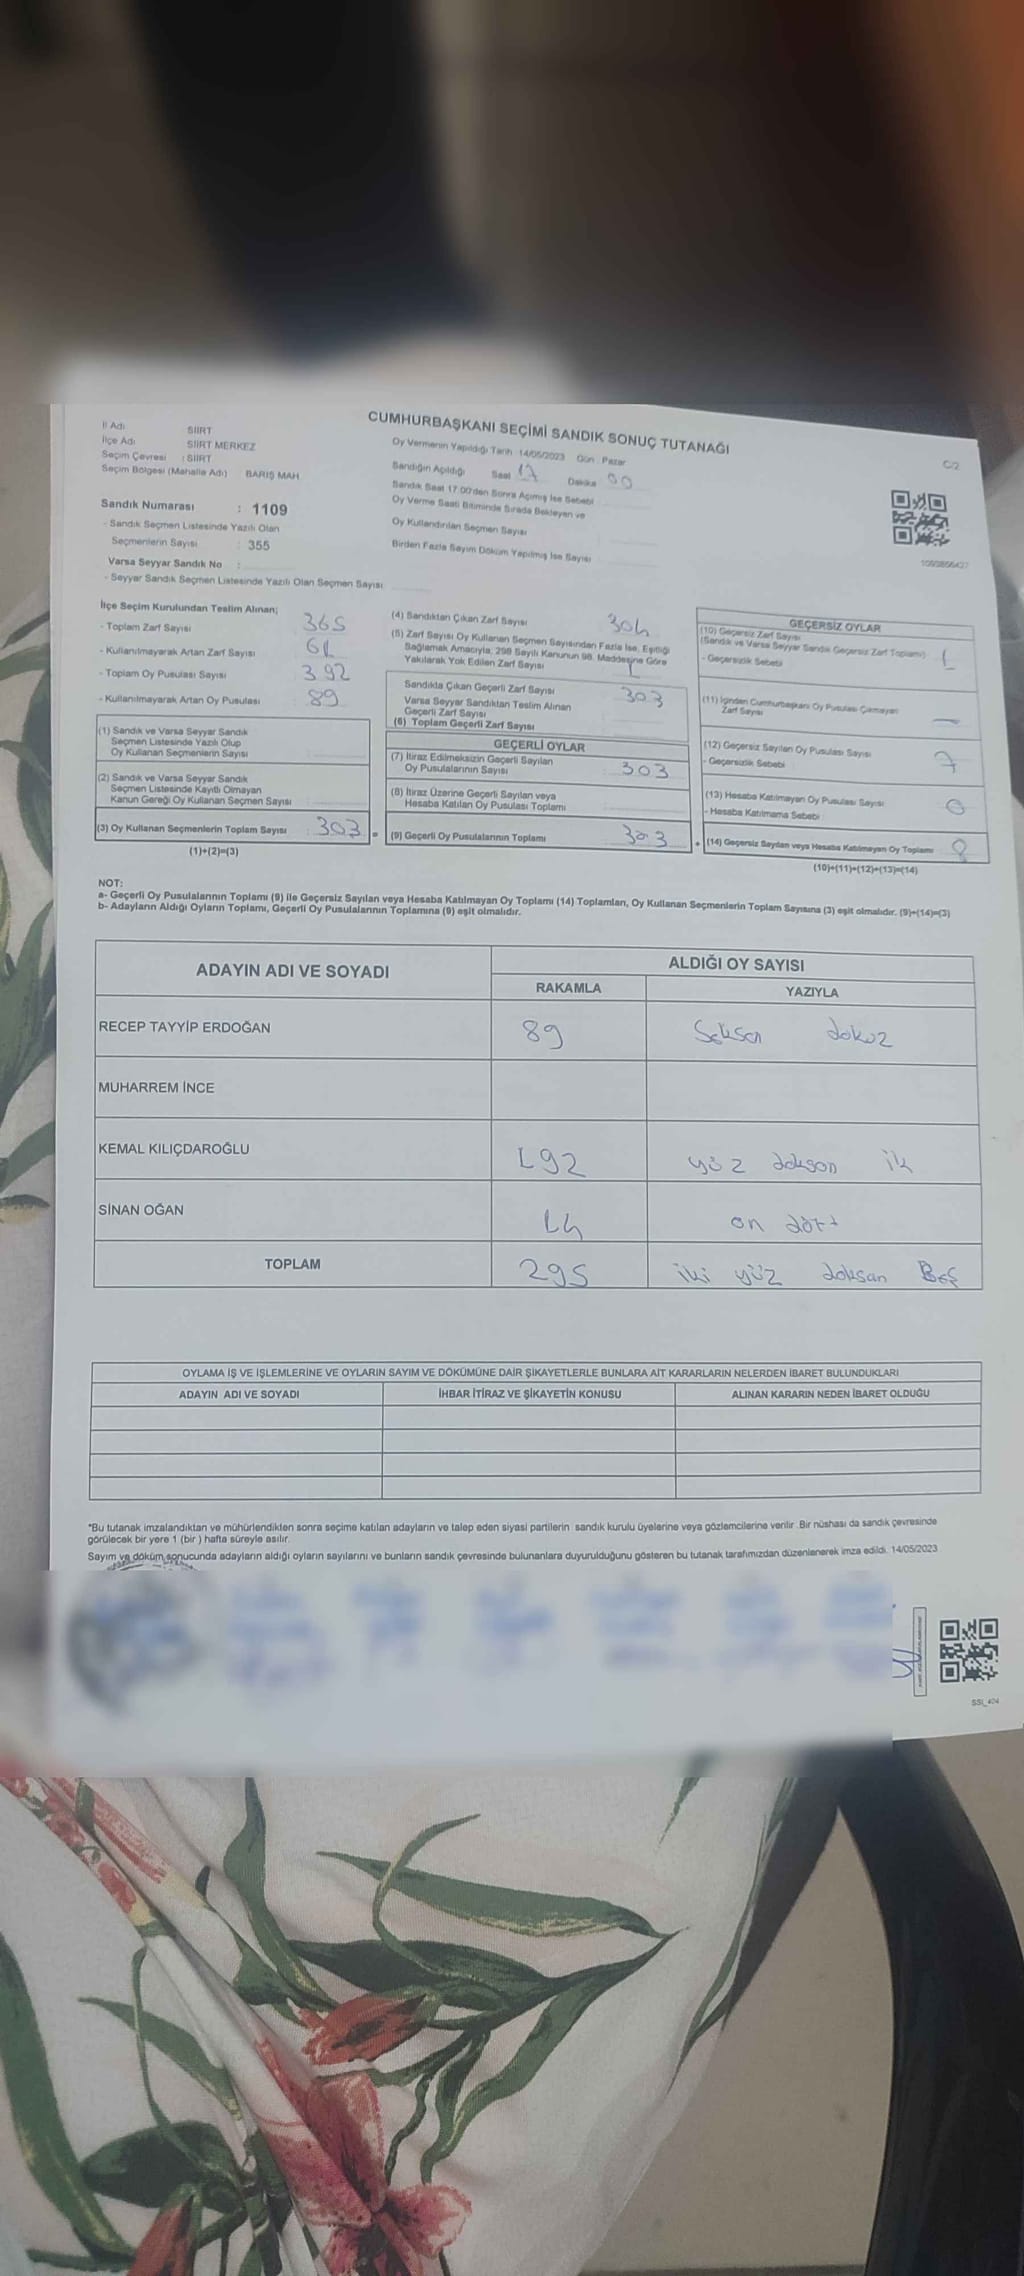 CUMHURBAŞKANI SEÇİMİ SANDIK SONUÇ TUTANAĞI
C/2
İl Adı SİİRT
İlçe Adı SİİRT MERKEZ
Seçim Çevresi : SİİRT
Seçim Bölgesi (Mahalle Adı) : BARIŞ MAH.
Sandık Numarası : 1109
- Sandık Seçmen Listesinde Yazılı Olan
Seçmenlerin Sayısı : 355
Varsa Seyyar Sandık No :
- Seyyar Sandık Seçmen Listesinde Yazılı Olan Seçmen Sayısı
Oy Vermenin Yapıldığı Tarih : 14/05/2023 Gün : Pazar
Sandığın Açıldığı Saat 17 Dakika 00
Sandık Saat 17:00'den Sonra Açımış İse Sebebi
Oy Verme Saati Bitiminde Sırada Bekleyen ve
Oy Kullandırılan Seçmen Sayısı
Birden Fazla Sayım Döküm Yapılmış İse Sayısı
1093856427
İlçe Seçim Kurulundan Teslim Alınan;
- Toplam Zarf Sayısı 365
- Kullanılmayarak Artan Zarf Sayısı 61
- Toplam Oy Pusulası Sayısı 392
- Kullanılmayarak Artan Oy Pusulası 89
(1) Sandık ve Varsa Seyyar Sandık
Seçmen Listesinde Yazılı Olup
Oy Kullanan Seçmenlerin Sayısı
(2) Sandık ve Varsa Seyyar Sandık
Seçmen Listesinde Kayıtlı Olmayan
Kanun Gereği Oy Kullanan Seçmen Sayısı
(3) Oy Kullanan Seçmenlerin Toplam Sayısı : 303 =
(1)+(2)=(3)
(4) Sandıktan Çıkan Zarf Sayısı 304
(5) Zarf Sayısı Oy Kullanan Seçmen Sayısından Fazla İse, Eşitliği
Sağlamak Amacıyla, 298 Sayılı Kanunun 98. Maddesine Göre
Yakılarak Yok Edilen Zarf Sayısı 1
Sandıkta Çıkan Geçerli Zarf Sayısı 303
Varsa Seyyar Sandıktan Teslim Alınan
Geçerli Zarf Sayısı
(6) Toplam Geçerli Zarf Sayısı
GEÇERLİ OYLAR
(7) İtiraz Edilmeksizin Geçerli Sayılan
Oy Pusulalarının Sayısı : 303
(8) İtiraz Üzerine Geçerli Sayılan veya
Hesaba Katılan Oy Pusulası Toplamı
(9) Geçerli Oy Pusulalarının Toplamı : 303 +
GEÇERSİZ OYLAR
(10) Geçersiz Zarf Sayısı
(Sandık ve Varsa Seyyar Sandık Geçersiz Zarf Toplamı) 1
- Geçersizlik Sebebi
(11) İçinden Cumhurbaşkanı Oy Pusulası Çıkmayan
Zarf Sayısı —
(12) Geçersiz Sayılan Oy Pusulası Sayısı 7
- Geçersizlik Sebebi
(13) Hesaba Katılmayan Oy Pusulası Sayısı 0
- Hesaba Katılmama Sebebi
(14) Geçersiz Sayılan veya Hesaba Katılmayan Oy Toplamı 8
(10)+(11)+(12)+(13)=(14)
NOT:
a- Geçerli Oy Pusulalarının Toplamı (9) ile Geçersiz Sayılan veya Hesaba Katılmayan Oy Toplamı (14) Toplamları, Oy Kullanan Seçmenlerin Toplam Sayısına (3) eşit olmalıdır. (9)+(14)=(3)
b- Adayların Aldığı Oyların Toplamı, Geçerli Oy Pusulalarının Toplamına (9) eşit olmalıdır.
ADAYIN ADI VE SOYADI
ALDIĞI OY SAYISI
RAKAMLA YAZIYLA
RECEP TAYYİP ERDOĞAN 89 Seksen dokuz
MUHARREM İNCE
KEMAL KILIÇDAROĞLU 192 yüz dokson ik
SİNAN OĞAN 14 on dört
TOPLAM 295 iki yüz doksan Beş
OYLAMA İŞ VE İŞLEMLERİNE VE OYLARIN SAYIM VE DÖKÜMÜNE DAİR ŞİKAYETLERLE BUNLARA AİT KARARLARIN NELERDEN İBARET BULUNDUKLARI
ADAYIN ADI VE SOYADI İHBAR İTİRAZ VE ŞİKAYETİN KONUSU ALINAN KARARIN NEDEN İBARET OLDUĞU
*Bu tutanak imzalandıktan ve mühürlendikten sonra seçime katılan adayların ve talep eden siyasi partilerin sandık kurulu üyelerine veya gözlemcilerine verilir. Bir nüshası da sandık çevresinde
görülecek bir yere 1 (bir ) hafta süreyle asılır.
Sayım ve döküm sonucunda adayların aldığı oyların sayılarını ve bunların sandık çevresinde bulunanlara duyurulduğunu gösteren bu tutanak tarafımızdan düzenlenerek imza edildi. 14/05/2023
SSI_404